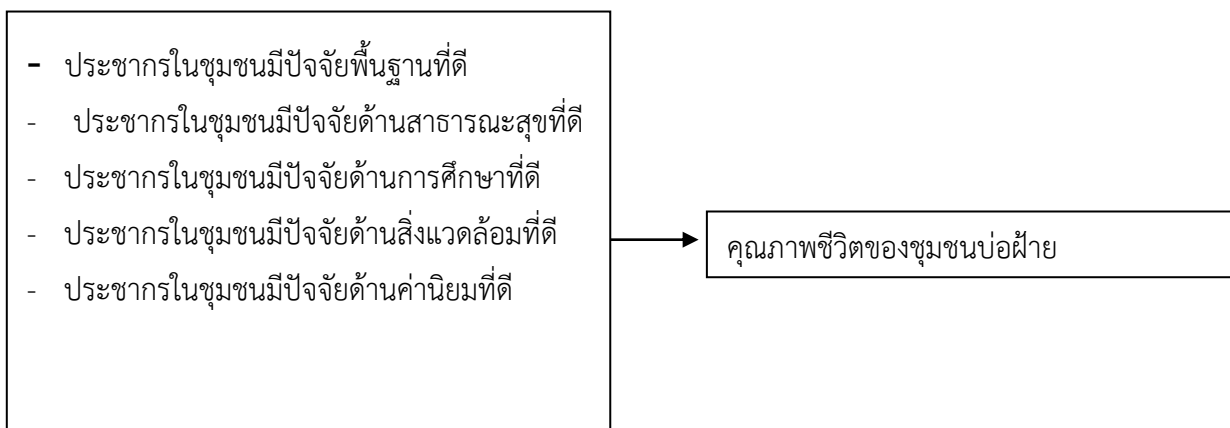 - ประชากรในชุมชนมีปัจจัยพื้นฐานที่ดี
- ประชากรในชุมชนมีปัจจัยด้านสาธารณะสุขที่ดี
- ประชากรในชุมชนมีปัจจัยด้านการศึกษาที่ดี
- ประชากรในชุมชนมีปัจจัยด้านสิ่งแวดล้อมที่ดี
- ประชากรในชุมชนมีปัจจัยด้านค่านิยมที่ดี
คุณภาพชีวิตของชุมชนบ่อฝ้าย